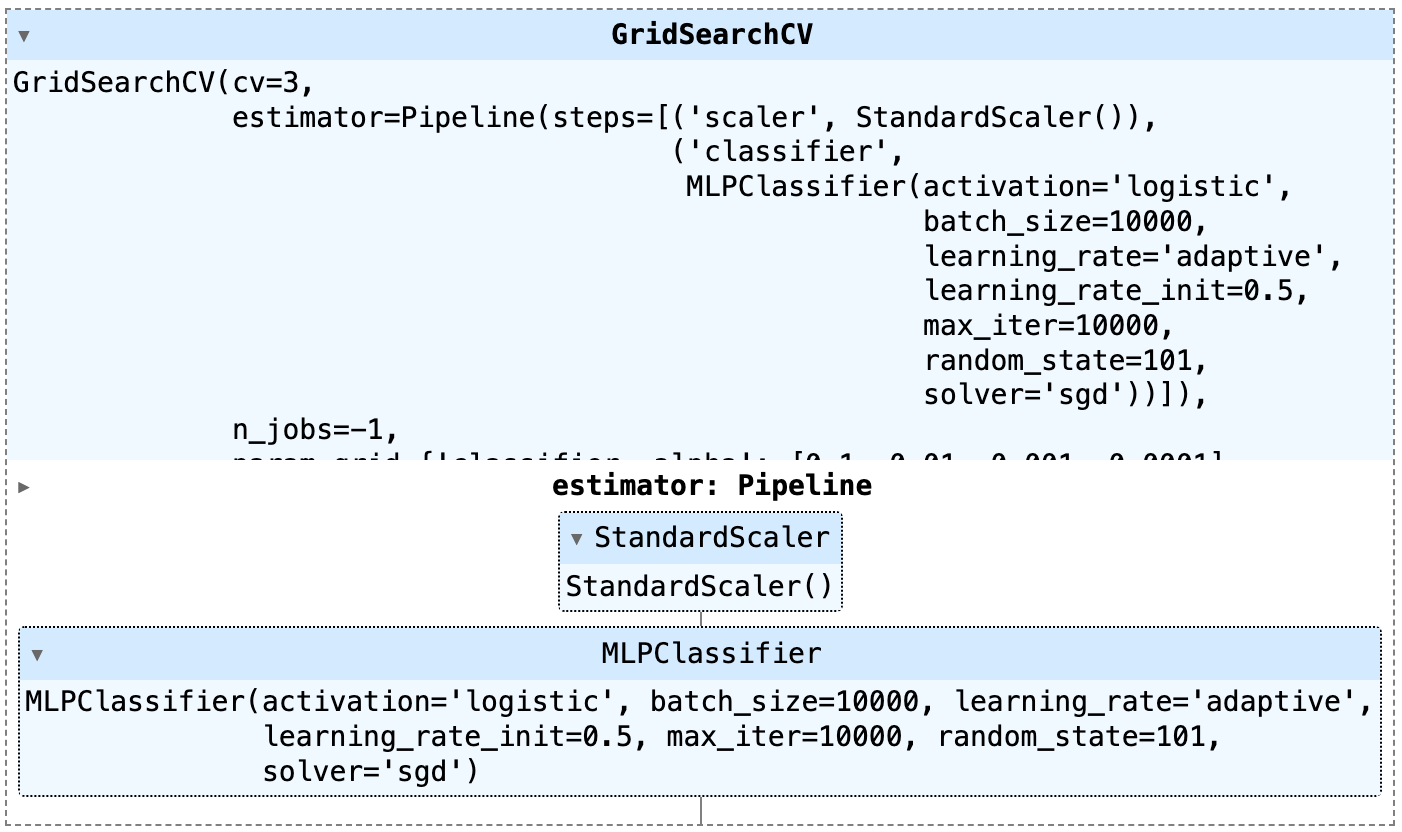 GridSearchCV
GridSearchCV(cv=3,
             estimator=Pipeline(steps=[('scaler', StandardScaler()),
                                       ('classifier',
                                        MLPClassifier(activation='logistic',
                                                      batch_size=10000,
                                                      learning_rate='adaptive',
                                                      learning_rate_init=0.5,
                                                      max_iter=10000,
                                                      random_state=101,
                                                      solver='sgd'))]),
             n_jobs=-1,
estimator: Pipeline
StandardScaler
StandardScaler()
MLPClassifier
MLPClassifier(activation='logistic', batch_size=10000, learning_rate='adaptive',
              learning_rate_init=0.5, max_iter=10000, random_state=101,
              solver='sgd')